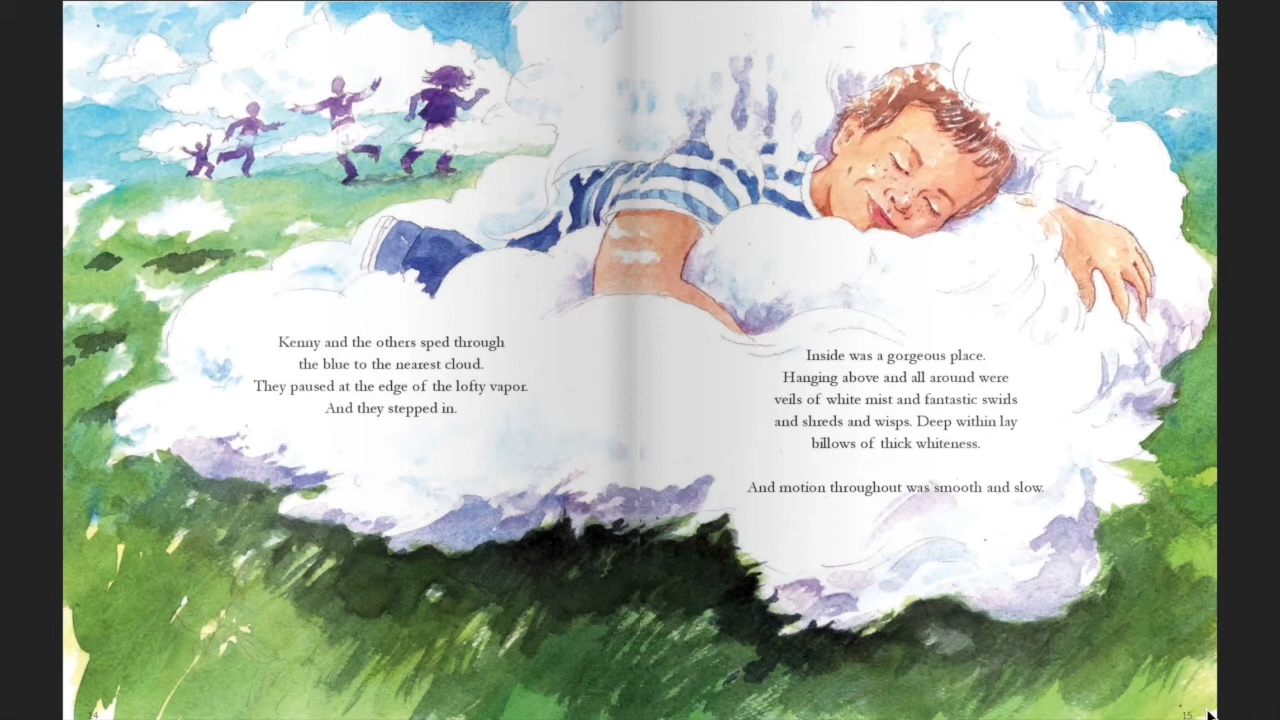 Kenny and the others sped through
the blue to the nearest cloud.
They paused at the edge of the lofty vapor.
And they stepped in.
Inside was a gorgeous place.
Hanging above and all around were
veils of white mist and fantastic swirls
and shreds and wisps. Deep within lay
billows of thick whiteness.
And motion throughout was smooth and slow.
14
15